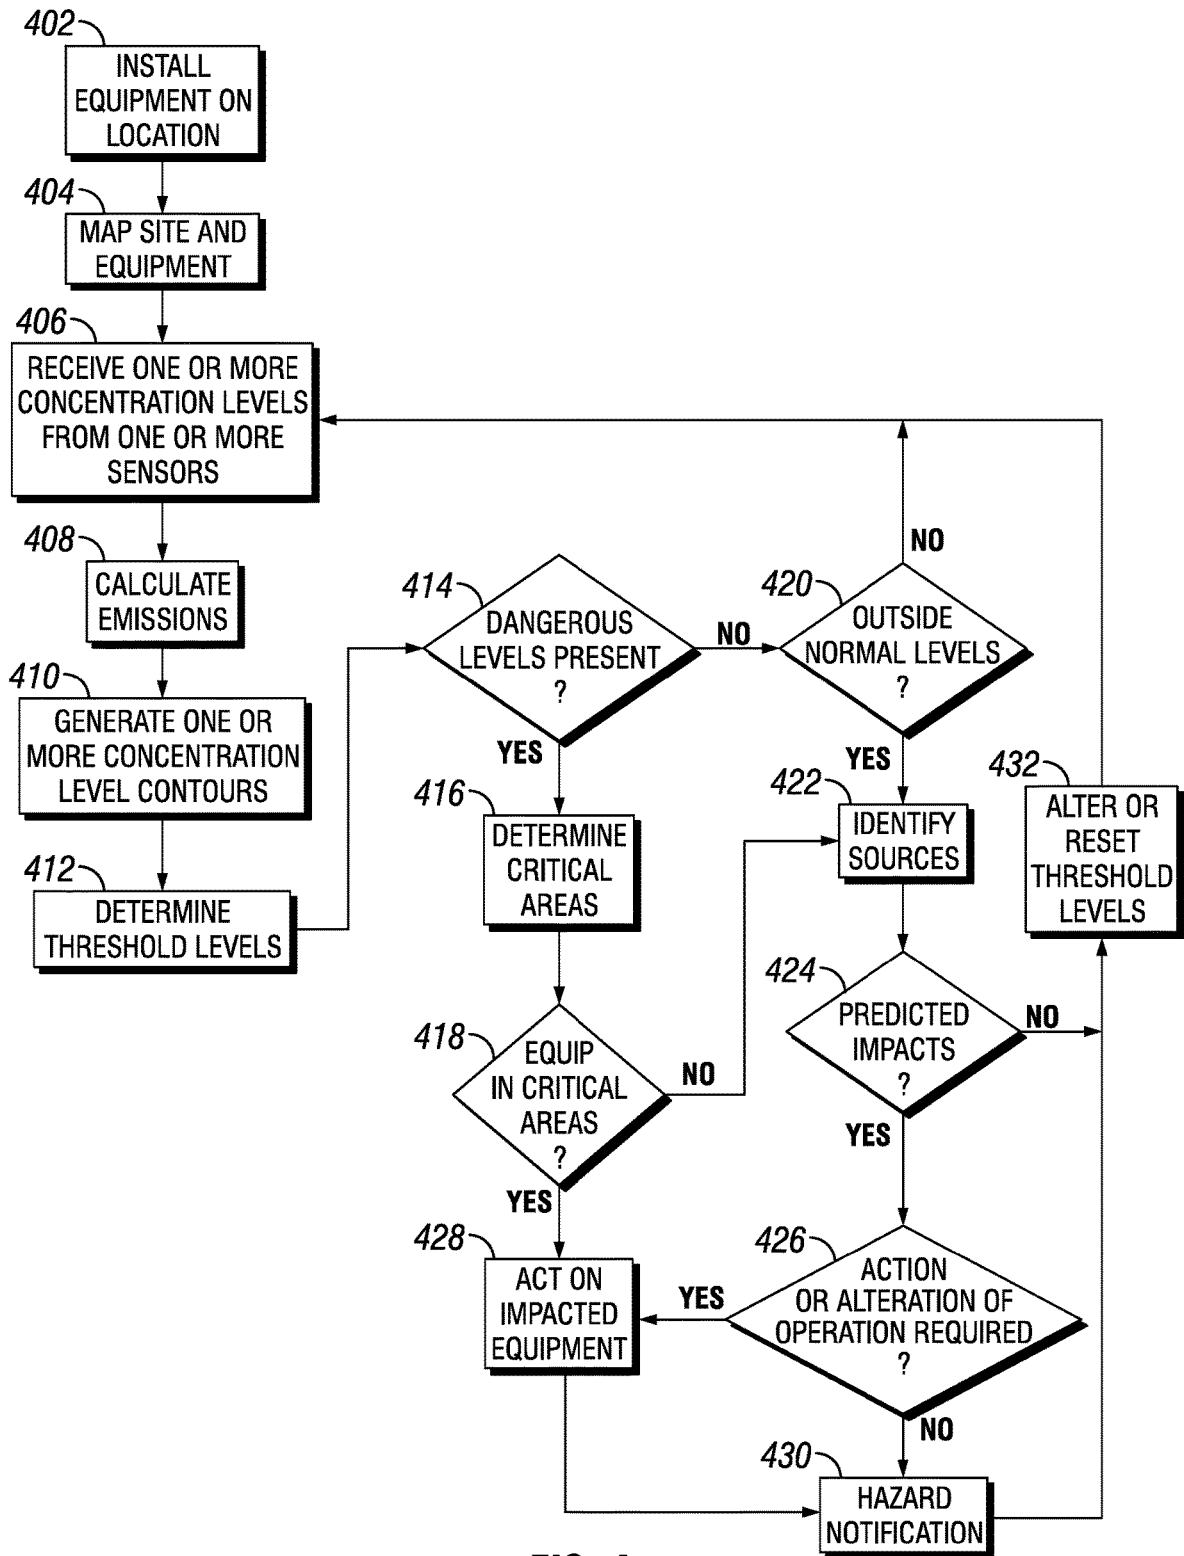 402
INSTALL
EQUIPMENT ON
LOCATION
404
MAP SITE AND
EQUIPMENT
406
RECEIVE ONE OR MORE
CONCENTRATION LEVELS
FROM ONE OR MORE
SENSORS
408
CALCULATE
EMISSIONS
410
GENERATE ONE OR
MORE CONCENTRATION
LEVEL CONTOURS
412
DETERMINE
THRESHOLD LEVELS
414
DANGEROUS
LEVELS PRESENT
?
NO
YES
416
DETERMINE
CRITICAL
AREAS
418
EQUIP
IN CRITICAL
AREAS
?
NO
YES
420
OUTSIDE
NORMAL LEVELS
?
NO
YES
422
IDENTIFY
SOURCES
424
PREDICTED
IMPACTS
?
NO
YES
426
ACTION
OR ALTERATION OF
OPERATION REQUIRED
?
YES
NO
428
ACT ON
IMPACTED
EQUIPMENT
430
HAZARD
NOTIFICATION
432
ALTER OR
RESET
THRESHOLD
LEVELS